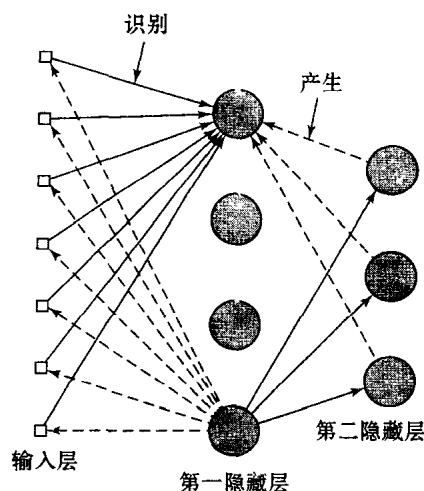 识别
产生
输入层
第一隐藏层
第二隐藏层